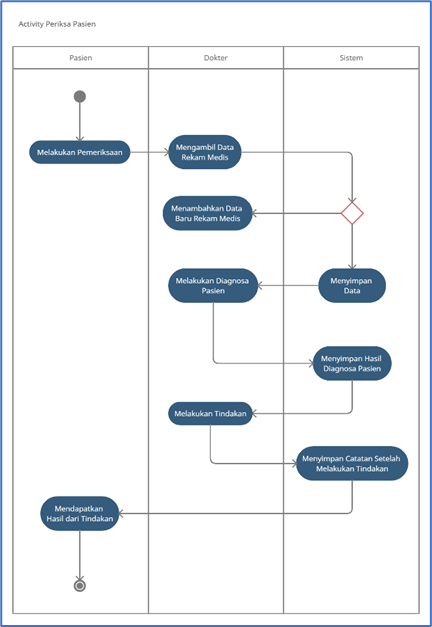 Activity Periksa Pasien
Pasien
Dokter
Sistem
Melakukan Pemeriksaan
Mengambil Data
Rekam Medis
Menambahkan Data
Baru Rekam Medis
Melakukan Diagnosa
Pasien
Menyimpan
Data
Menyimpan Hasil
Diagnosa Pasien
Melakukan Tindakan
Menyimpan Catatan Setelah
Melakukan Tindakan
Mendapatkan
Hasil dari Tindakan